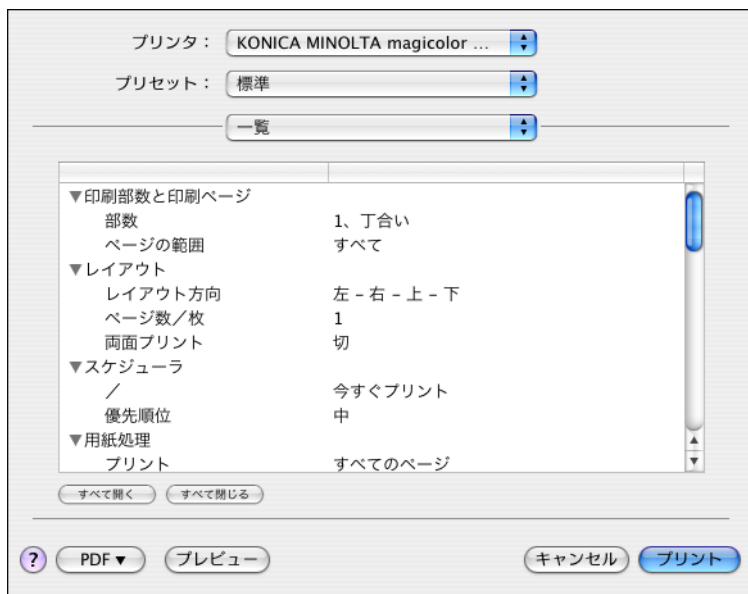 プリンタ： KONICA MINOLTA magicolor ...
プリセット： 標準
一覧
▼印刷部数と印刷ページ
部数 1、丁合い
ページの範囲 すべて
▼レイアウト
レイアウト方向 左 – 右 – 上 – 下
ページ数／枚 1
両面プリント 切
▼スケジューラ
／ 今すぐプリント
優先順位 中
▼用紙処理
プリント すべてのページ
すべて開く すべて閉じる
? PDF▼ プレビュー キャンセル プリント